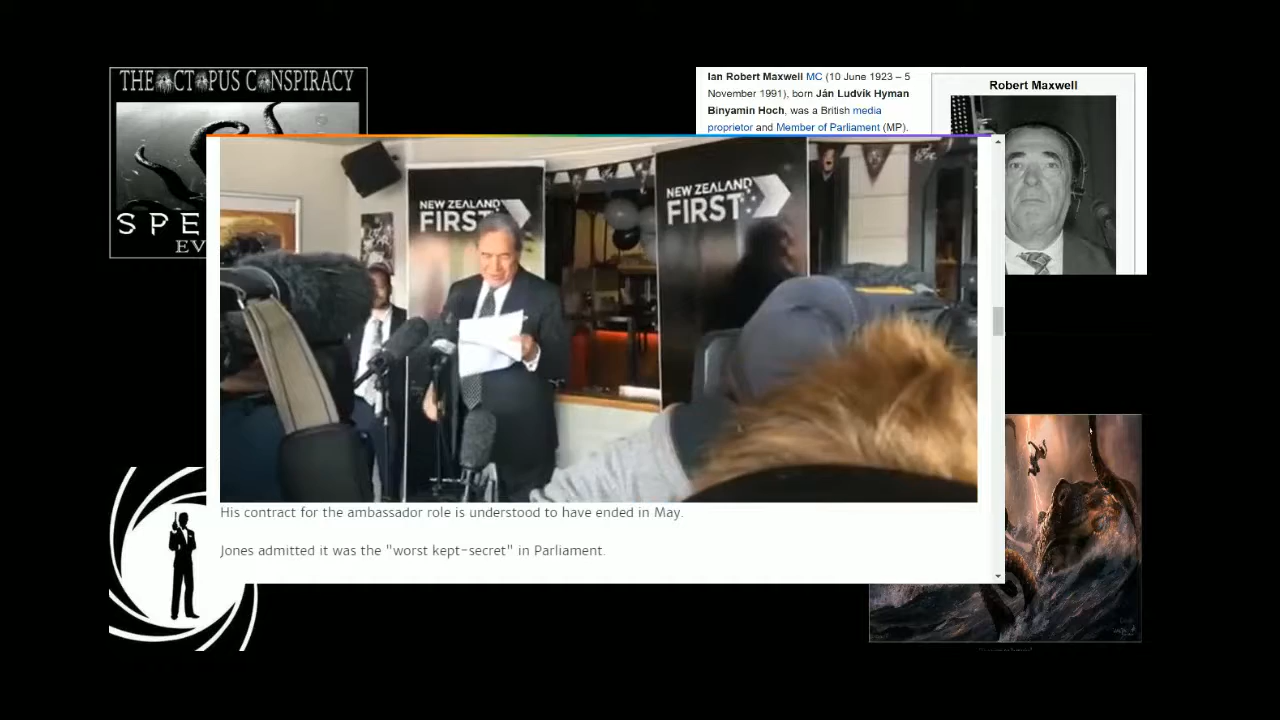 THE OCTOPUS CONSPIRACY
SPE
EV
Ian Robert Maxwell MC (10 June 1923 – 5
November 1991), born Ján Ludvík Hyman
Binyamin Hoch, was a British media
proprietor and Member of Parliament (MP).
Robert Maxwell
NEW ZEALAND
FIRST
NEW ZEALAND
FIRST
His contract for the ambassador role is understood to have ended in May.
Jones admitted it was the "worst kept-secret" in Parliament.